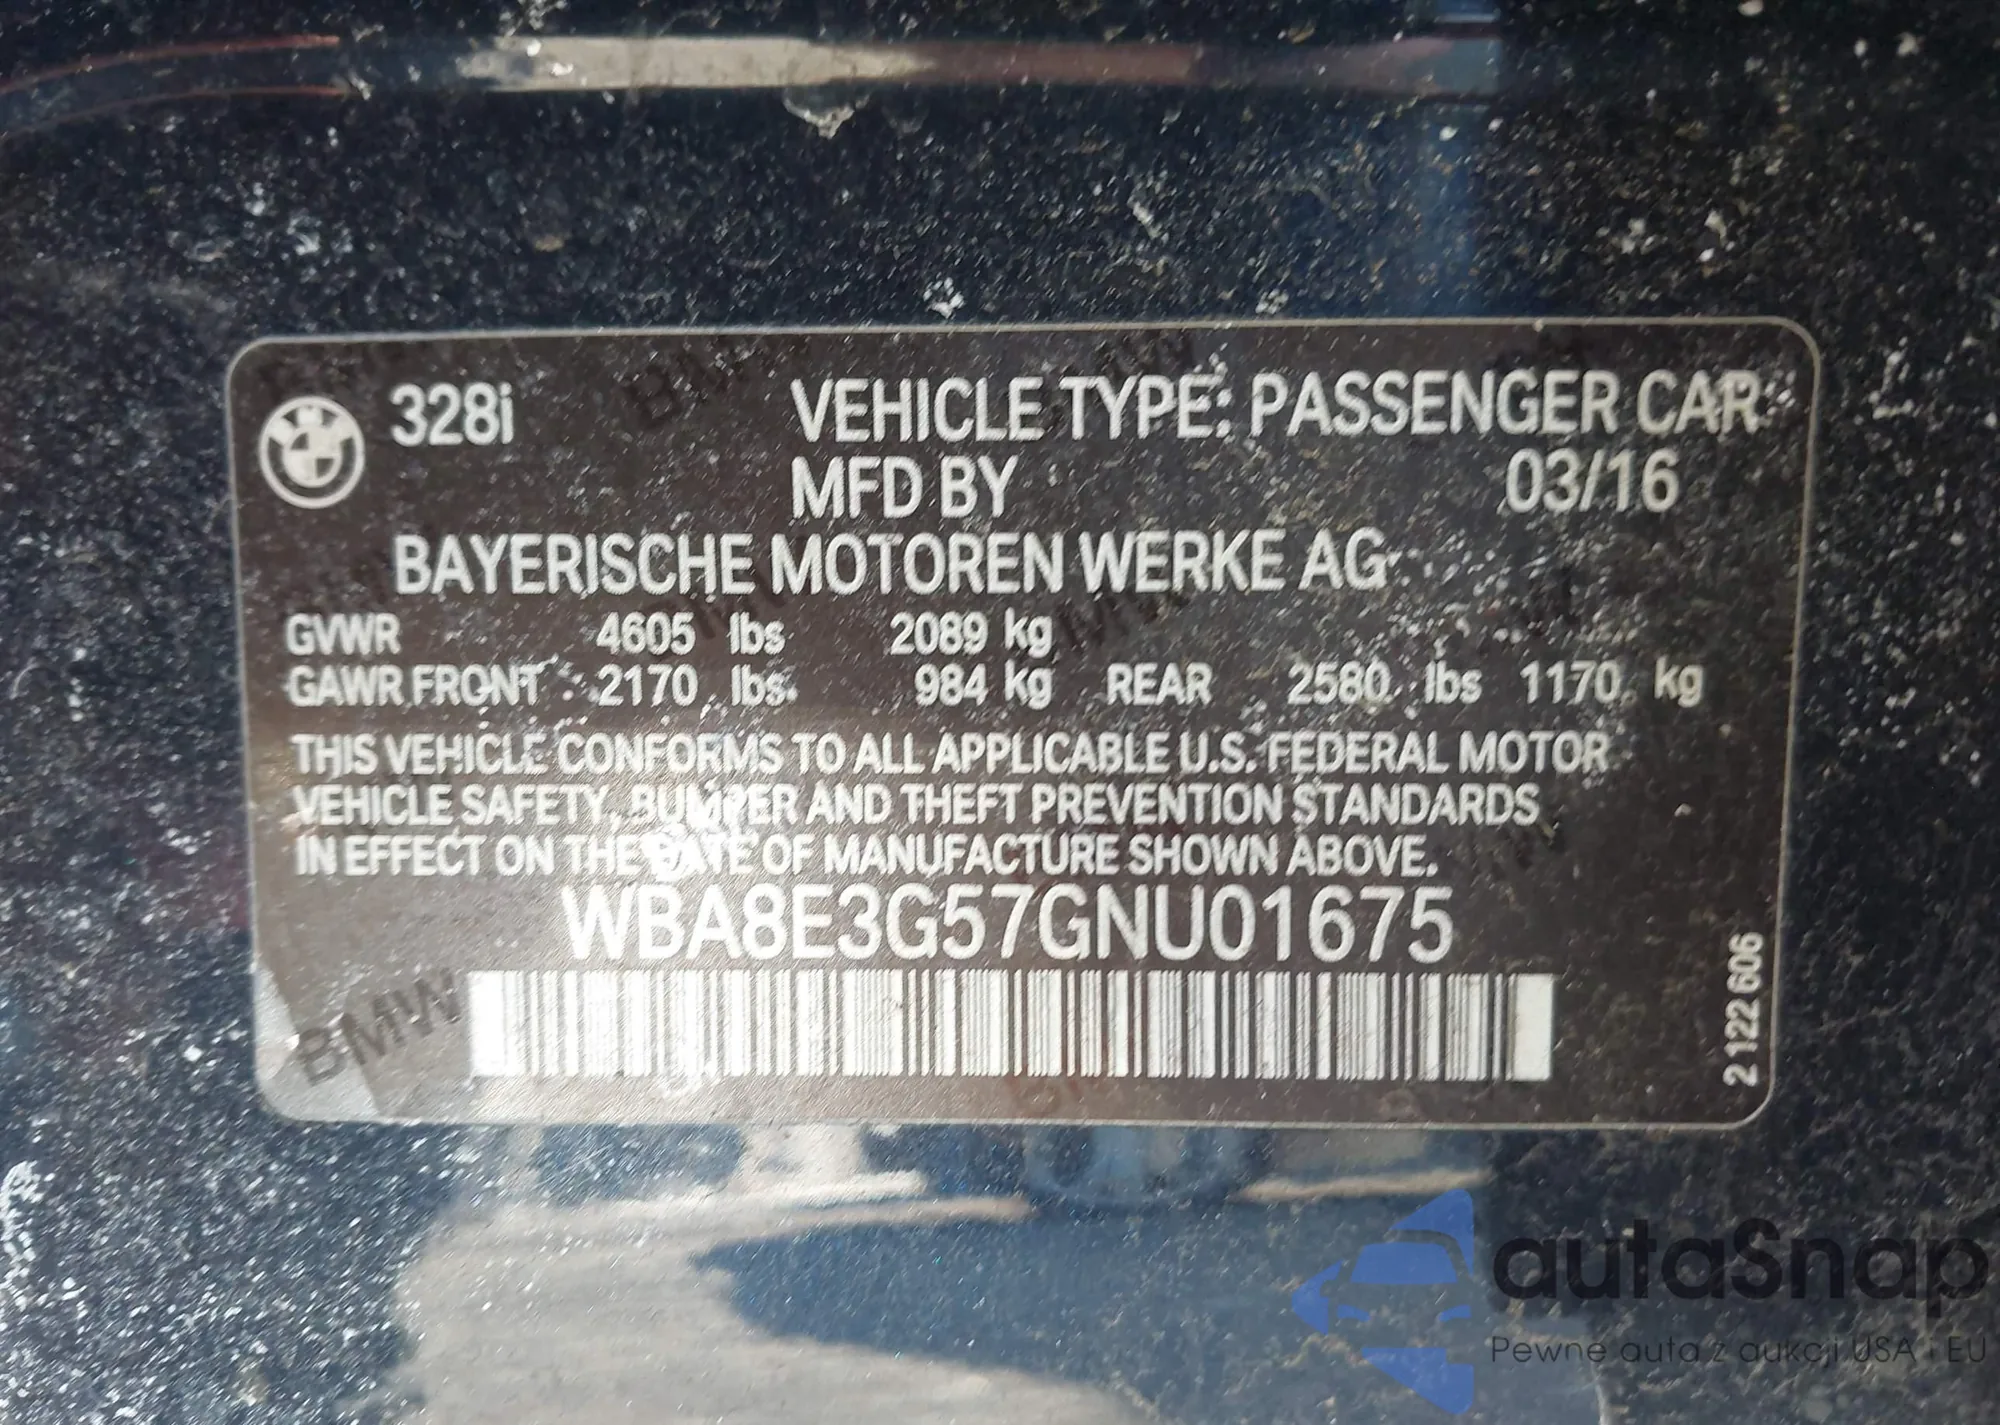 328i VEHICLE TYPE: PASSENGER CAR
MFD BY 03/16
BAYERISCHE MOTOREN WERKE AG
GVWR 4605 lbs 2089 kg
GAWR FRONT 2170 lbs 984 kg REAR 2580 lbs 1170 kg
THIS VEHICLE CONFORMS TO ALL APPLICABLE U.S. FEDERAL MOTOR
VEHICLE SAFETY, BUMPER AND THEFT PREVENTION STANDARDS
IN EFFECT ON THE DATE OF MANUFACTURE SHOWN ABOVE.
WBA8E3G57GNU01675
BMW
2 122 606
autaSnap
Pewne auta z aukcji USA i EU